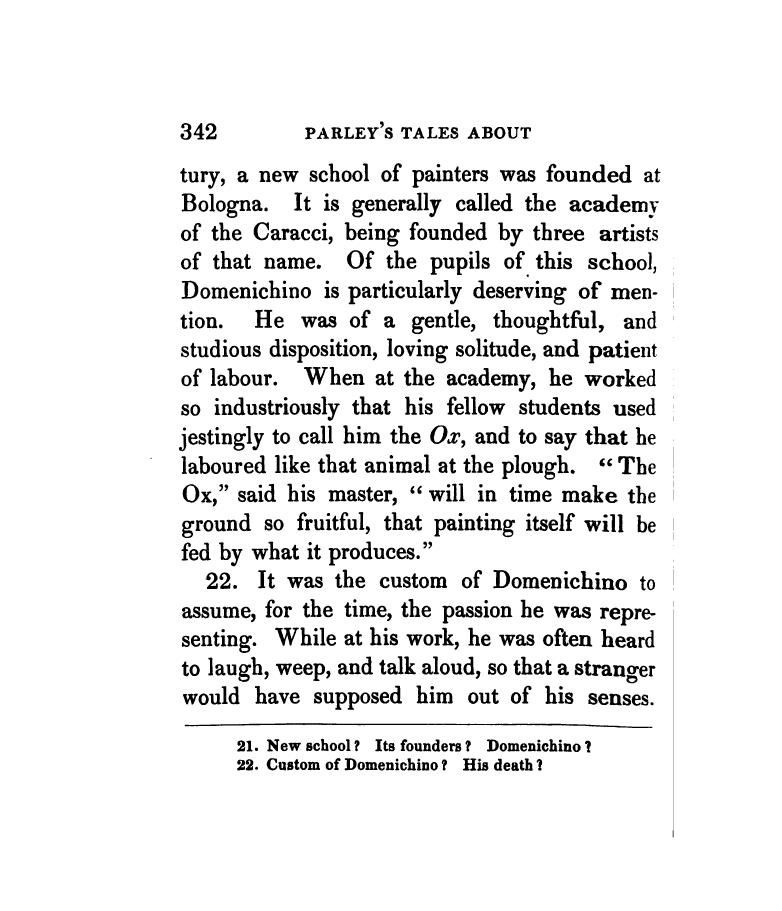 342 PARLEY'S TALES ABOUT
tury, a new school of painters was founded at
Bologna. It is generally called the academy
of the Caracci, being founded by three artists
of that name. Of the pupils of this school,
Domenichino is particularly deserving of men-
tion. He was of a gentle, thoughtful, and
studious disposition, loving solitude, and patient
of labour. When at the academy, he worked
so industriously that his fellow students used
jestingly to call him the Ox, and to say that he
laboured like that animal at the plough. “The
Ox,” said his master, “will in time make the
ground so fruitful, that painting itself will be
fed by what it produces.”
22. It was the custom of Domenichino to
assume, for the time, the passion he was repre-
senting. While at his work, he was often heard
to laugh, weep, and talk aloud, so that a stranger
would have supposed him out of his senses.
21. New school? Its founders? Domenichino?
22. Custom of Domenichino? His death?